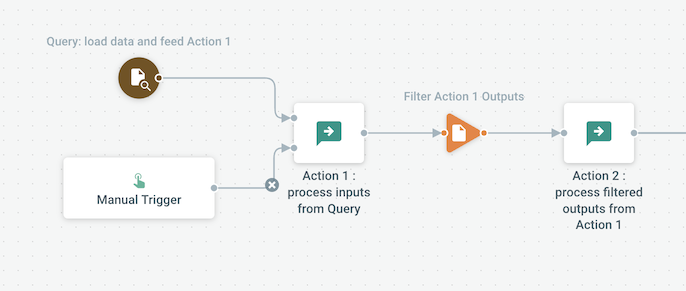 Query: load data and feed Action 1
Filter Action 1 Outputs
Manual Trigger
Action 1 :
process inputs
from Query
Action 2 :
process filtered
outputs from
Action 1